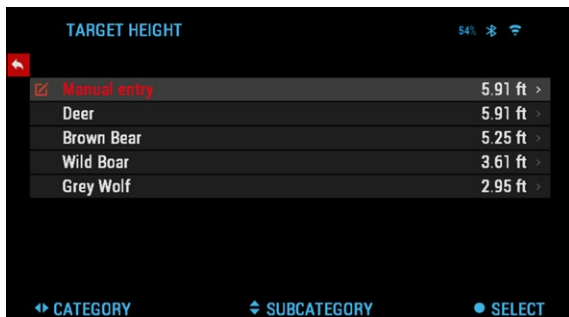 TARGET HEIGHT 54%
Manual entry 5.91 ft >
Deer 5.91 ft >
Brown Bear 5.25 ft >
Wild Boar 3.61 ft >
Grey Wolf 2.95 ft >
CATEGORY SUBCATEGORY SELECT